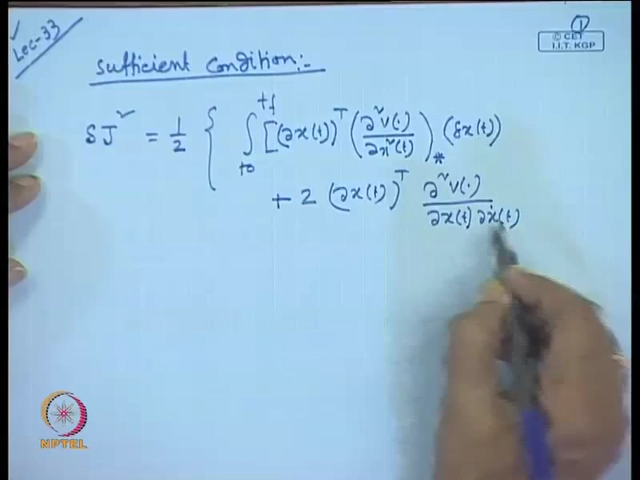 Lec-33
①
© CET
I.I.T. KGP
Sufficient Condition:-
δJ² = 1/2 { ∫_{t0}^{tf} [(∂x(t))^T (∂²V(·)/∂x²(t))_* (δx(t))
+ 2 (∂x(t))^T ∂²V(·)/∂x(t)∂ẋ(t)
NPTEL